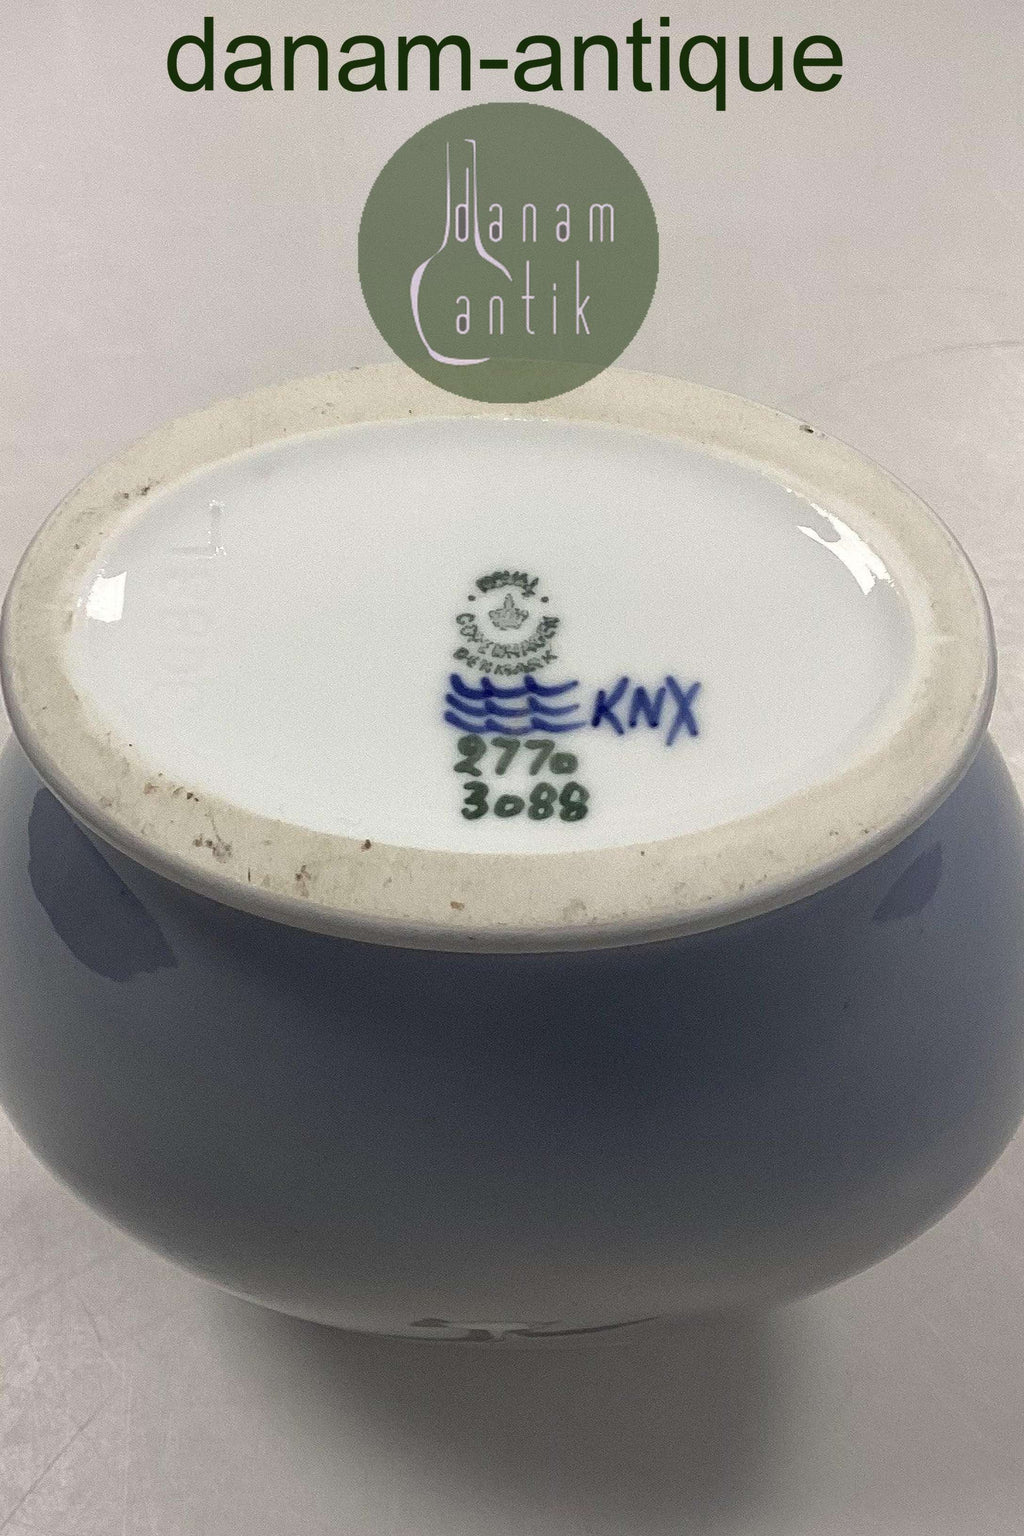 danam-antique
danam
antik
ROYAL
COPENHAGEN
DENMARK
KNX
2770
3088